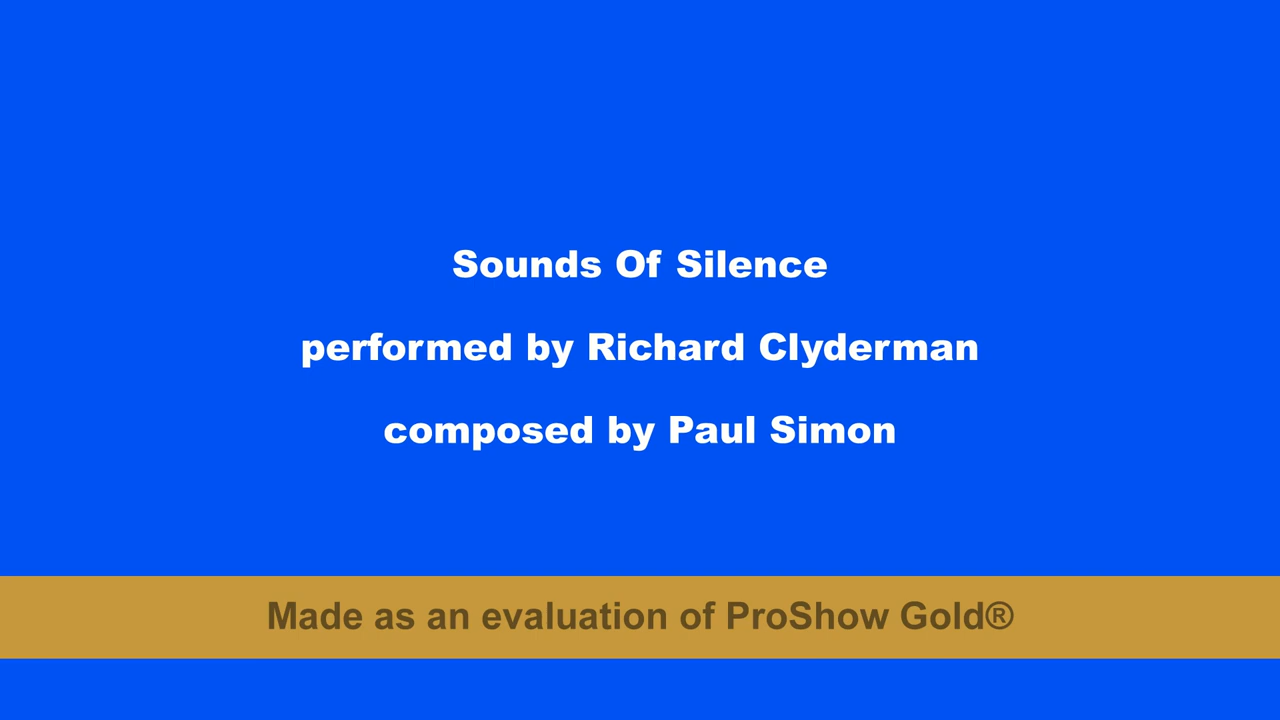 Sounds Of Silence
performed by Richard Clyderman
composed by Paul Simon
Made as an evaluation of ProShow Gold®